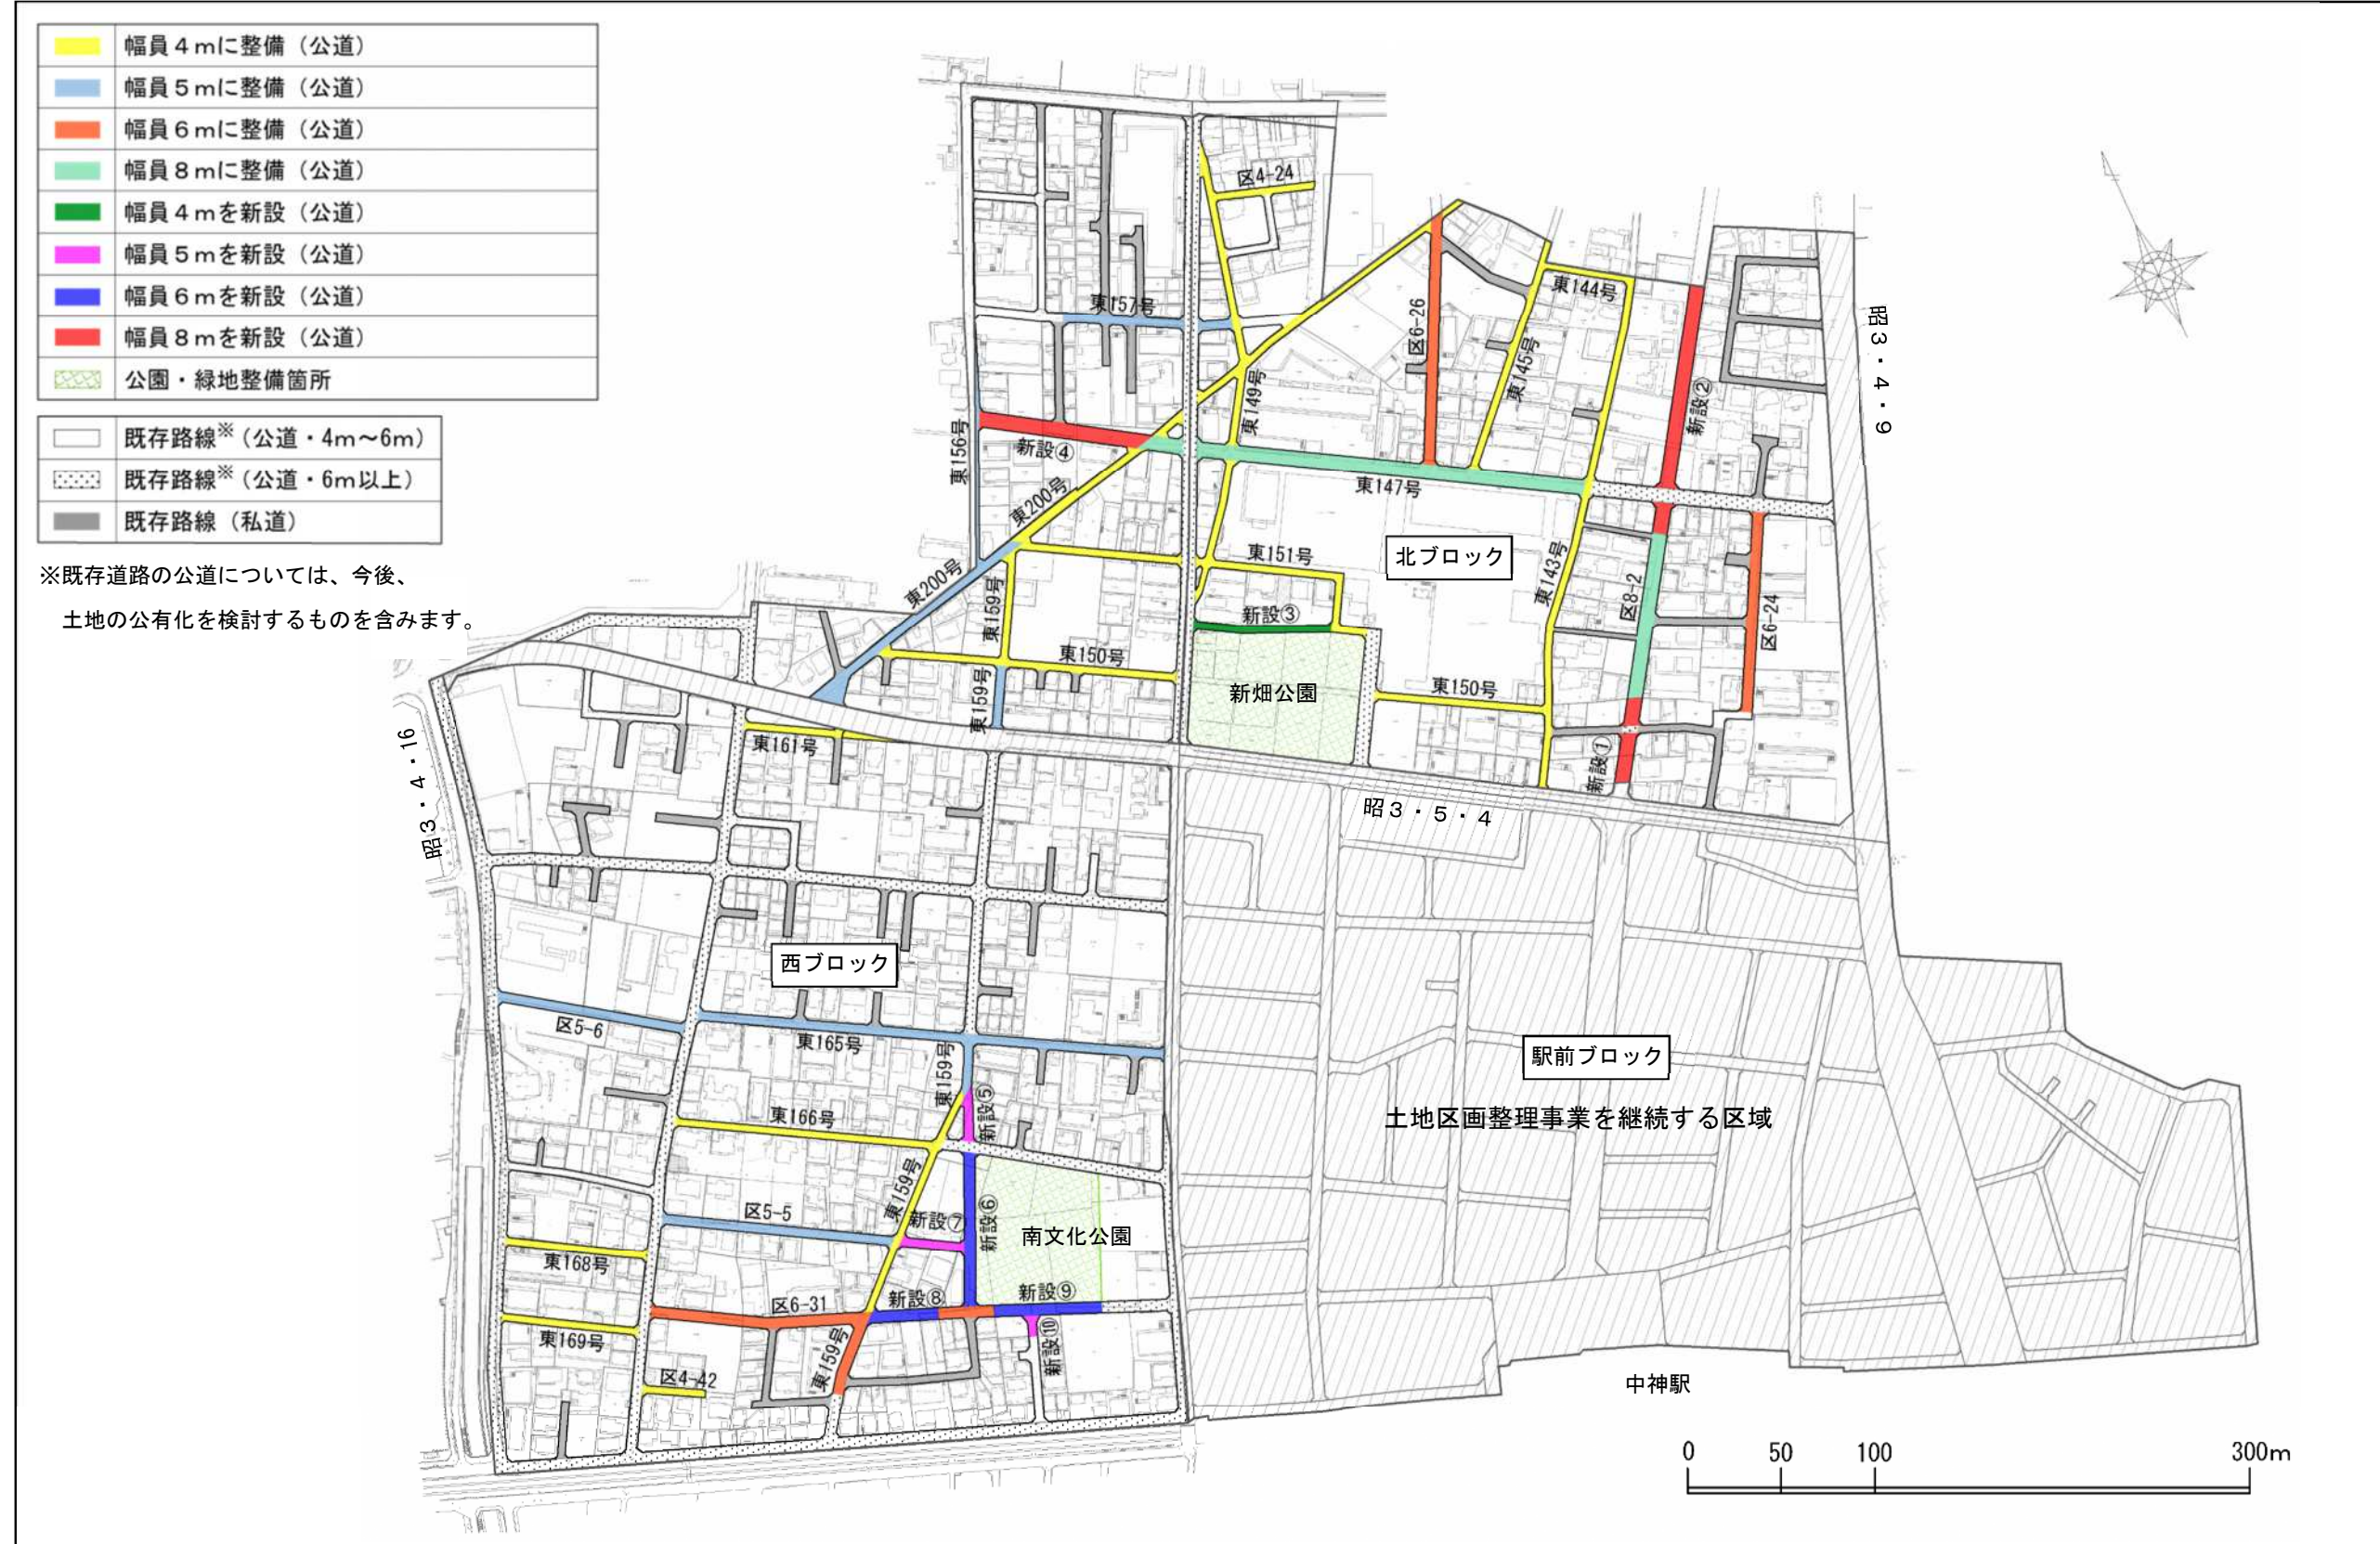 幅員４ｍに整備（公道）
幅員５ｍに整備（公道）
幅員６ｍに整備（公道）
幅員８ｍに整備（公道）
幅員４ｍを新設（公道）
幅員５ｍを新設（公道）
幅員６ｍを新設（公道）
幅員８ｍを新設（公道）
公園・緑地整備箇所
既存路線※（公道・4m～6m）
既存路線※（公道・6m以上）
既存路線（私道）
※既存道路の公道については、今後、
土地の公有化を検討するものを含みます。
区4-24
東157号
東144号
区6-26
東145号
昭３・４・９
東149号
新設②
東156号
新設④
東147号
東200号
東151号
北ブロック
東143号
東200号
東159号
新設③
区8-2
区6-24
東150号
東159号
新畑公園
東150号
東161号
新設①
昭３・４・16
昭３・５・４
西ブロック
区5-6
東165号
東159号
新設⑤
駅前ブロック
土地区画整理事業を継続する区域
東166号
東159号
区5-5
新設⑦
新設⑥
南文化公園
東168号
区6-31
新設⑧
新設⑨
東169号
東159号
新設⑩
区4-42
中神駅
0 50 100 300m